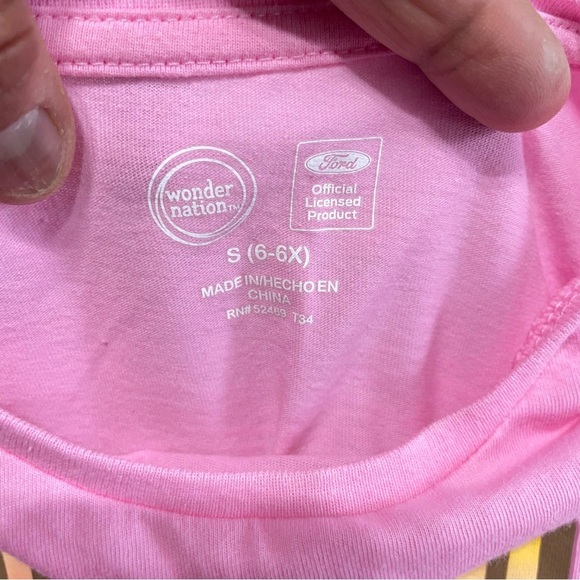 wonder
nation™
Ford
Official
Licensed
Product
S (6-6X)
MADE IN/HECHO EN
CHINA
RN# 52469 T34